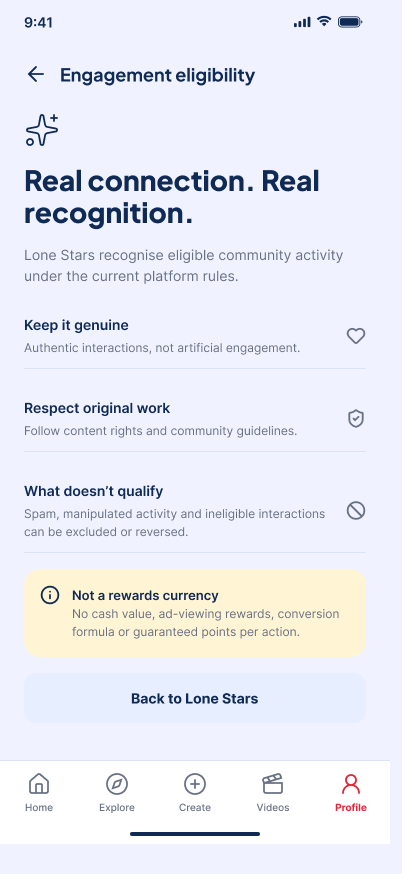 9:41
Engagement eligibility
Real connection. Real
recognition.
Lone Stars recognise eligible community activity
under the current platform rules.
Keep it genuine
Authentic interactions, not artificial engagement.
Respect original work
Follow content rights and community guidelines.
What doesn’t qualify
Spam, manipulated activity and ineligible interactions
can be excluded or reversed.
Not a rewards currency
No cash value, ad-viewing rewards, conversion
formula or guaranteed points per action.
Back to Lone Stars
Home Explore Create Videos Profile